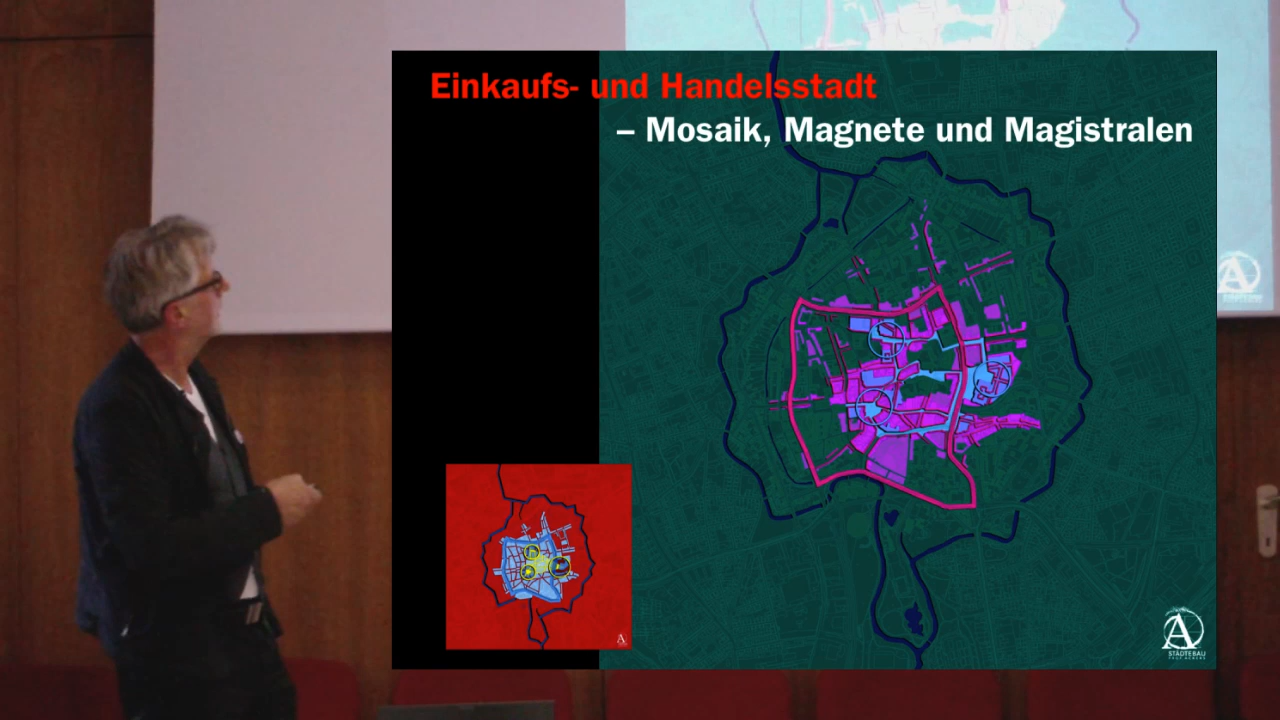 Einkaufs- und Handelsstadt
– Mosaik, Magnete und Magistralen
A
STÄDTEBAU
A
A